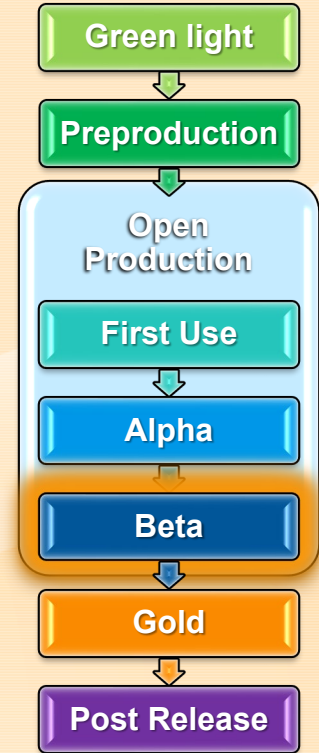 Green light
Preproduction
Open
Production
First Use
Alpha
Beta
Gold
Post Release